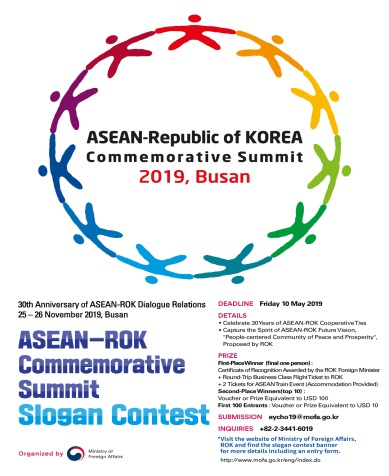 ASEAN-Republic of KOREA
Commemorative Summit
2019, Busan
30th Anniversary of ASEAN-ROK Dialogue Relations
25 – 26 November 2019, Busan
ASEAN-ROK
Commemorative
Summit
Slogan Contest
Organized by
Ministry of
Foreign Affairs
DEADLINE Friday 10 May 2019
DETAILS
• Celebrate 30 Years of ASEAN-ROK Cooperative Ties
• Capture the Spirit of ASEAN-ROK Future Vision,
"People-centered Community of Peace and Prosperity",
Proposed by ROK
PRIZE
First-Place Winner (final one person) :
Certificate of Recognition Awarded by the ROK Foreign Minister
+ Round-Trip Business Class Flight Ticket to ROK
+ 2 Tickets for ASEAN Train Event (Accommodation Provided)
Second-Place Winners (top 10) :
Voucher or Prize Equivalent to USD 100
First 100 Entrants : Voucher or Prize Equivalent to USD 10
SUBMISSION eycho19@mofa.go.kr
INQUIRIES +82-2-3441-6019
*Visit the website of Ministry of Foreign Affairs,
ROK and find the slogan contest banner
for more details including an entry form.
http://www.mofa.go.kr/eng/index.do